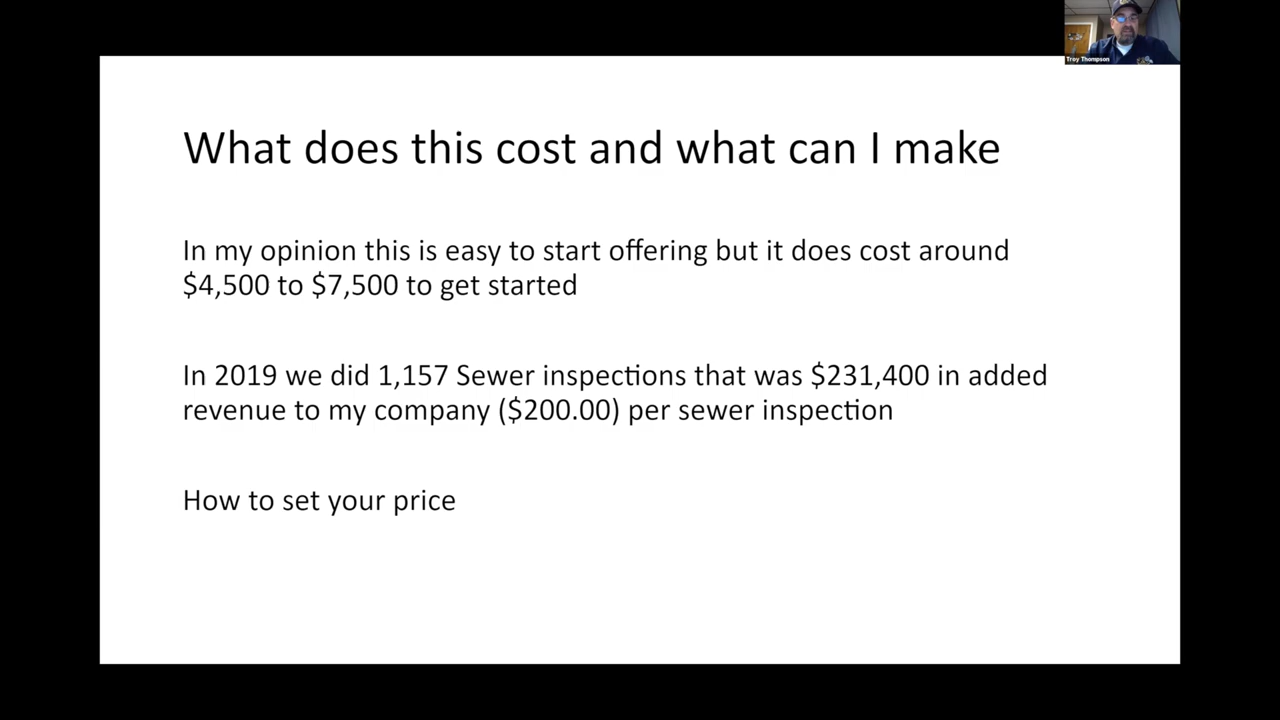 Troy Thompson
What does this cost and what can I make
In my opinion this is easy to start offering but it does cost around
$4,500 to $7,500 to get started
In 2019 we did 1,157 Sewer inspections that was $231,400 in added
revenue to my company ($200.00) per sewer inspection
How to set your price